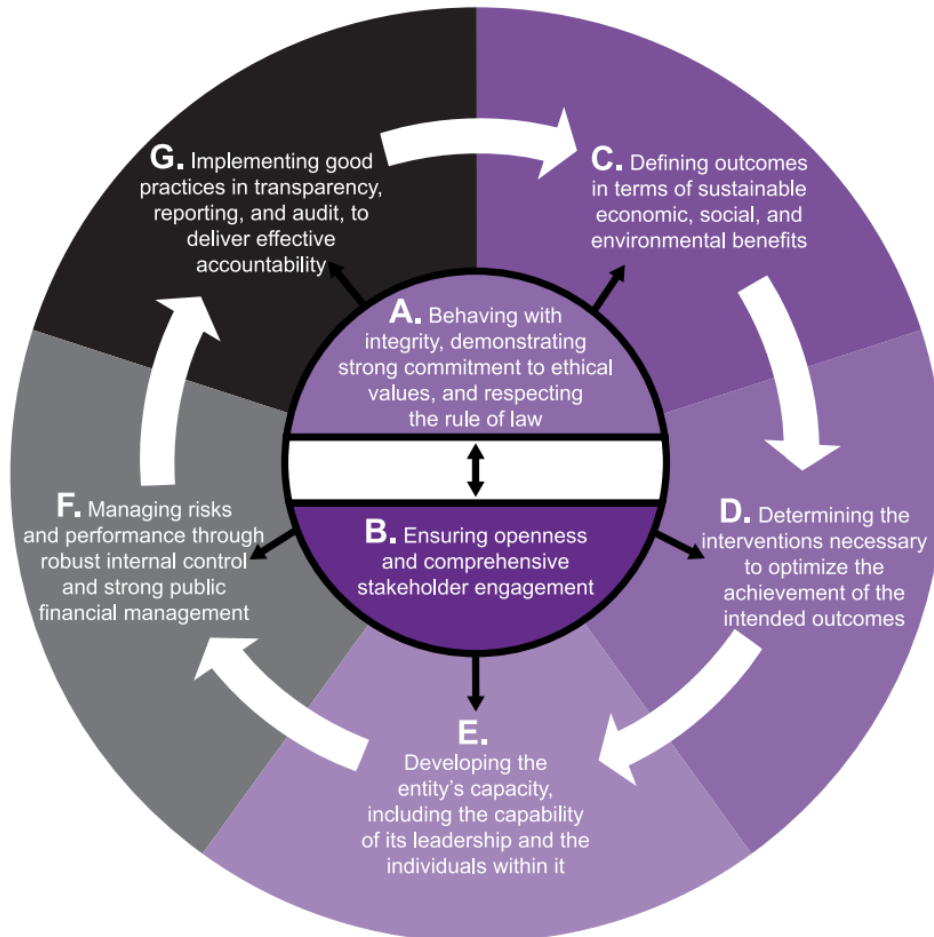 A. Behaving with
integrity, demonstrating
strong commitment to ethical
values, and respecting
the rule of law
B. Ensuring openness
and comprehensive
stakeholder engagement
C. Defining outcomes
in terms of sustainable
economic, social, and
environmental benefits
D. Determining the
interventions necessary
to optimize the
achievement of the
intended outcomes
E.
Developing the
entity's capacity,
including the capability
of its leadership and the
individuals within it
F. Managing risks
and performance through
robust internal control
and strong public
financial management
G. Implementing good
practices in transparency,
reporting, and audit, to
deliver effective
accountability